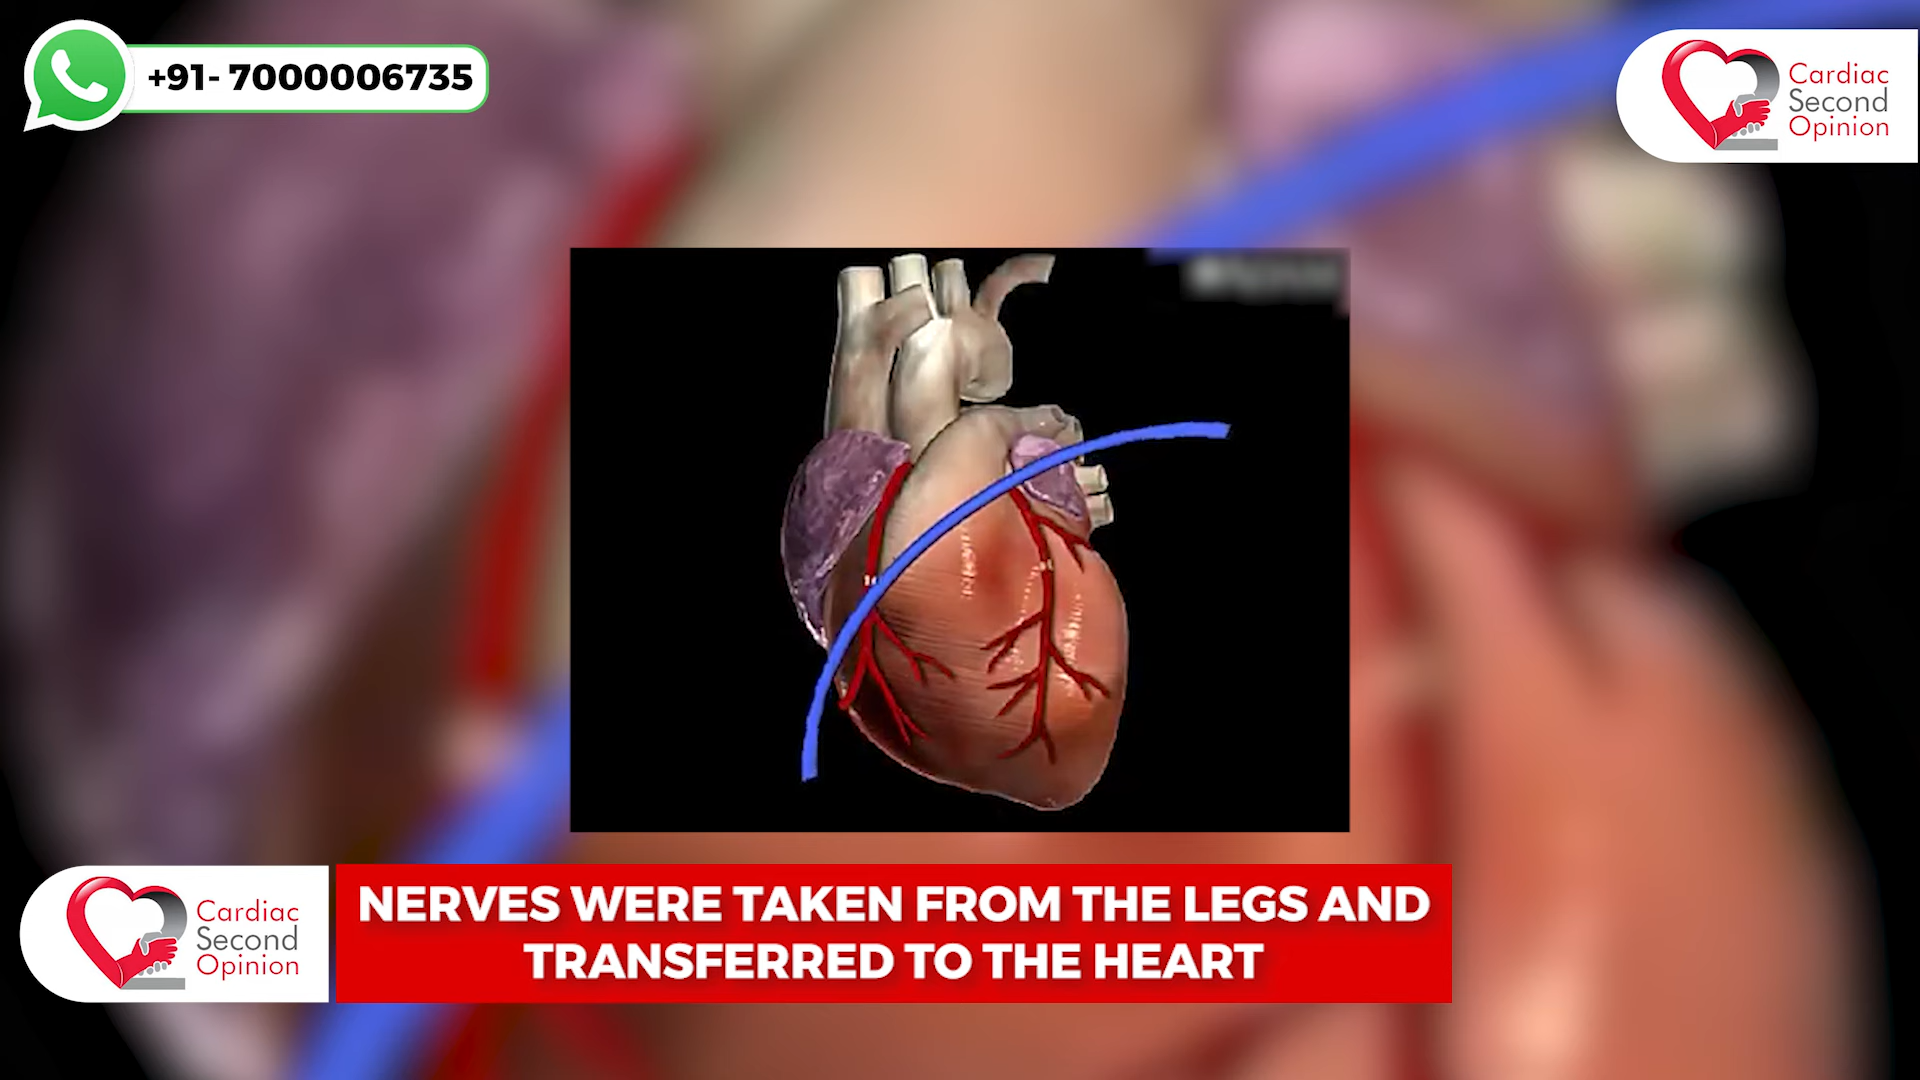 +91- 7000006735
Cardiac
Second
Opinion
Cardiac
Second
Opinion
NERVES WERE TAKEN FROM THE LEGS AND
TRANSFERRED TO THE HEART